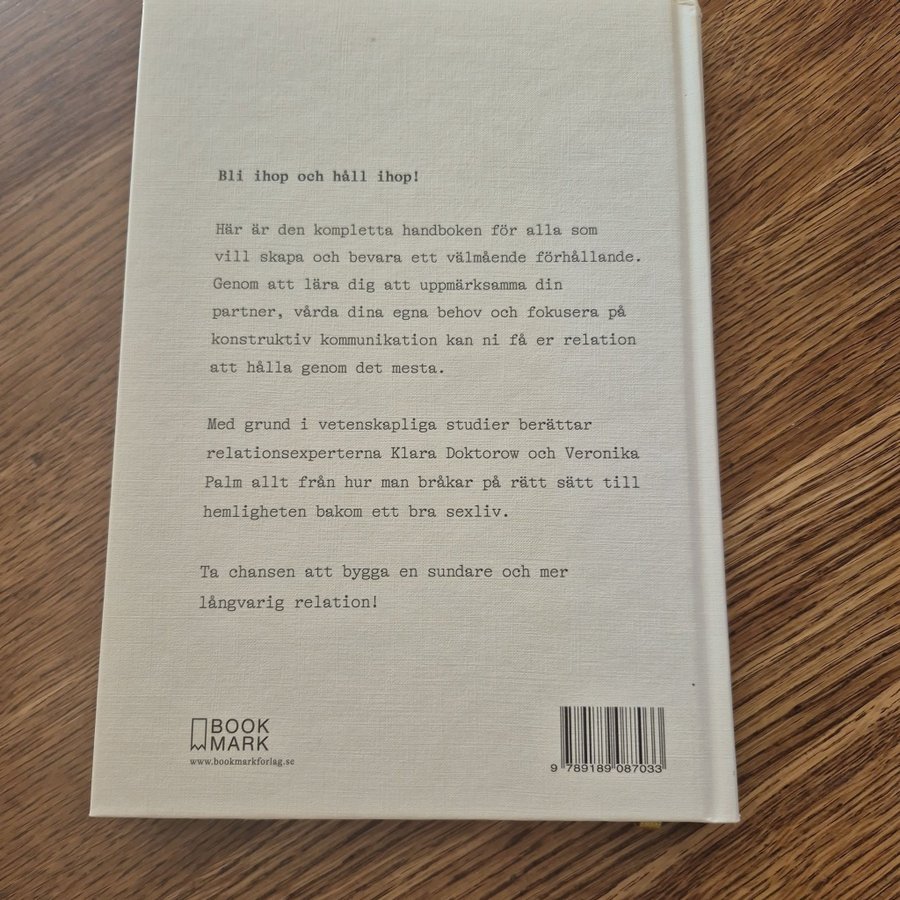 Bli ihop och håll ihop!
Här är den kompletta handboken för alla som
vill skapa och bevara ett välmående förhållande.
Genom att lära dig att uppmärksamma din
partner, vårda dina egna behov och fokusera på
konstruktiv kommunikation kan ni få er relation
att hålla genom det mesta.
Med grund i vetenskapliga studier berättar
relationsexperterna Klara Doktorow och Veronika
Palm allt från hur man bråkar på rätt sätt till
hemligheten bakom ett bra sexliv.
Ta chansen att bygga en sundare och mer
långvarig relation!
BOOK
MARK
www.bookmarkforlag.se
9 789189 087033